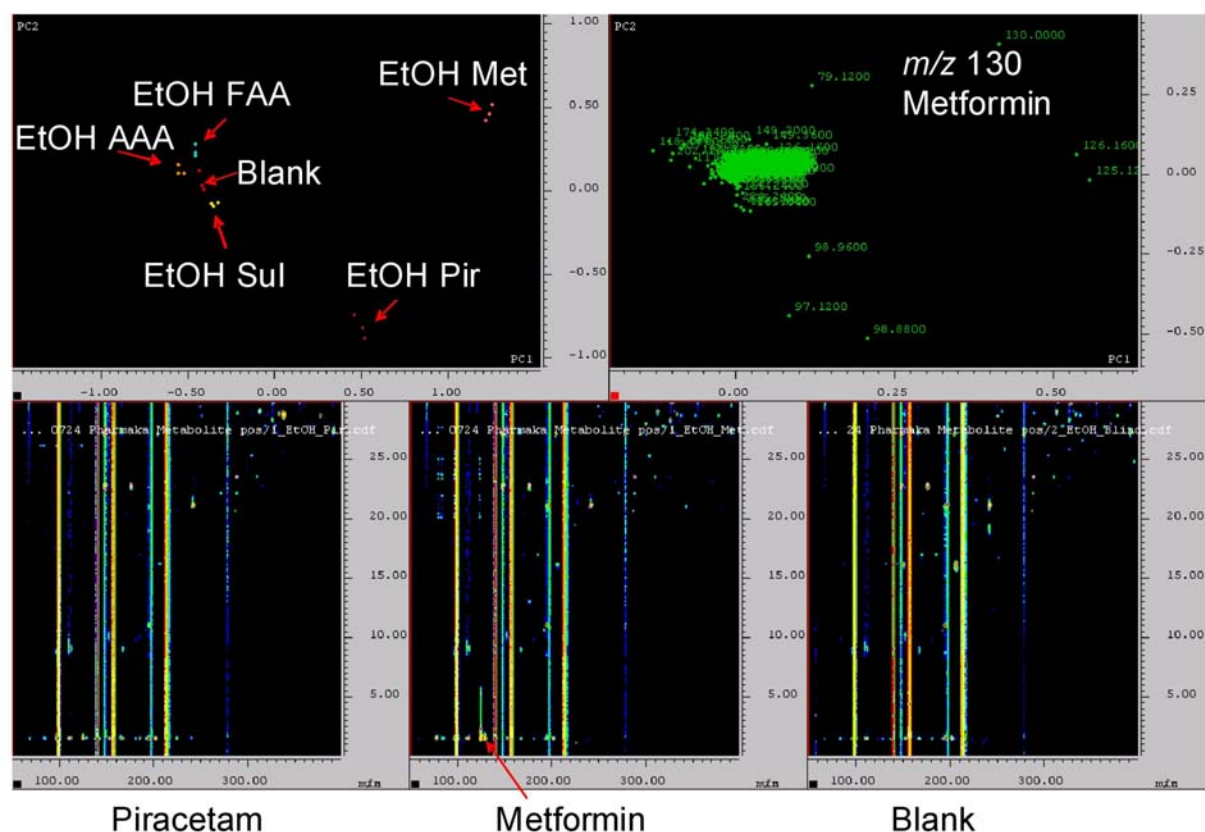 PC2
EtOH FAA
EtOH Met
EtOH AAA
Blank
EtOH Sul
EtOH Pir
PC1
1.00
0.50
0.00
-0.50
-1.00
-1.00 -0.50 0.00 0.50 1.00
PC2
130.0000
m/z 130
Metformin
79.1200
126.1600
125.12
98.9600
97.1200
98.8800
PC1
0.25
0.00
-0.25
-0.50
0.00 0.25 0.50
... 0724 Pharmaka Metabolite pos/1_EtOH_Pir.cdf
25.00
20.00
15.00
10.00
5.00
100.00 200.00 300.00
... 0724 Pharmaka Metabolite pos/1_EtOH_Met.cdf
25.00
20.00
15.00
10.00
5.00
100.00 200.00 300.00
... 24 Pharmaka Metabolite pos/2_EtOH_Blind.cdf
25.00
20.00
15.00
10.00
5.00
100.00 200.00 300.00
Piracetam
Metformin
Blank